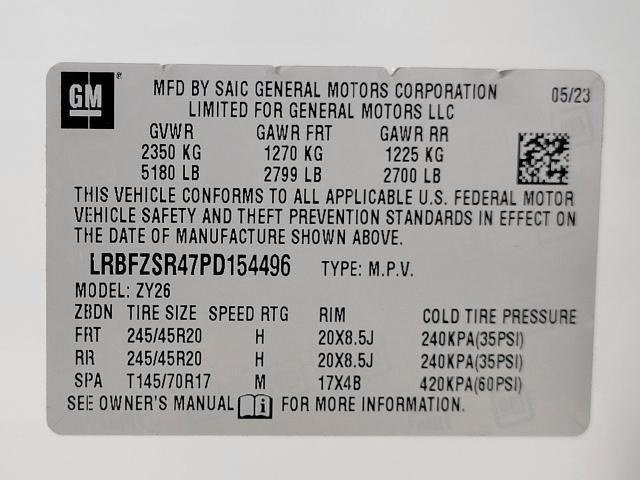 GM
MFD BY SAIC GENERAL MOTORS CORPORATION 05/23
LIMITED FOR GENERAL MOTORS LLC
GVWR GAWR FRT GAWR RR
2350 KG 1270 KG 1225 KG
5180 LB 2799 LB 2700 LB
THIS VEHICLE CONFORMS TO ALL APPLICABLE U.S. FEDERAL MOTOR
VEHICLE SAFETY AND THEFT PREVENTION STANDARDS IN EFFECT ON
THE DATE OF MANUFACTURE SHOWN ABOVE.
LRBFZSR47PD154496 TYPE: M.P.V.
MODEL: ZY26
ZBDN TIRE SIZE SPEED RTG RIM COLD TIRE PRESSURE
FRT 245/45R20 H 20X8.5J 240KPA(35PSI)
RR 245/45R20 H 20X8.5J 240KPA(35PSI)
SPA T145/70R17 M 17X4B 420KPA(60PSI)
SEE OWNER'S MANUAL i FOR MORE INFORMATION.